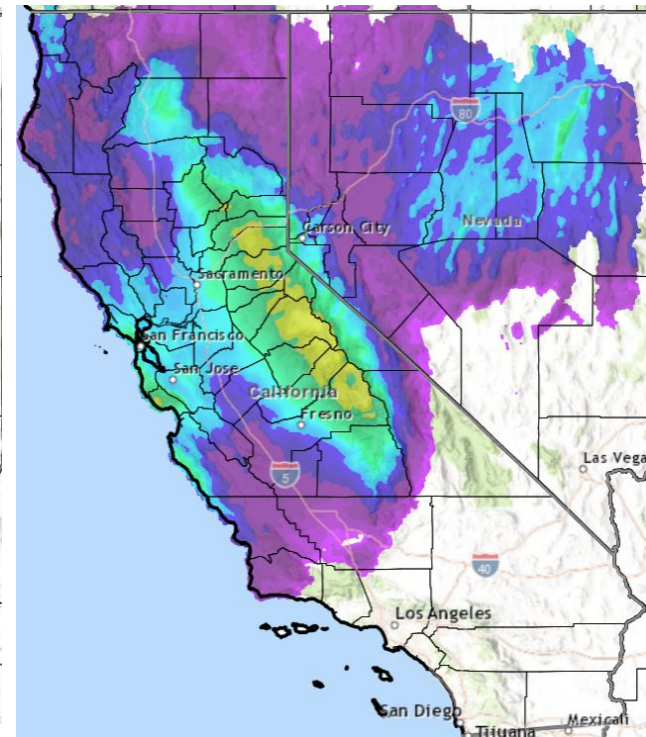 80
Nevada
Carson City
Sacramento
San Francisco
San Jose
California
Fresno
5
Las Vega
40
Los Angeles
San Diego
Tijuana
Mexicali